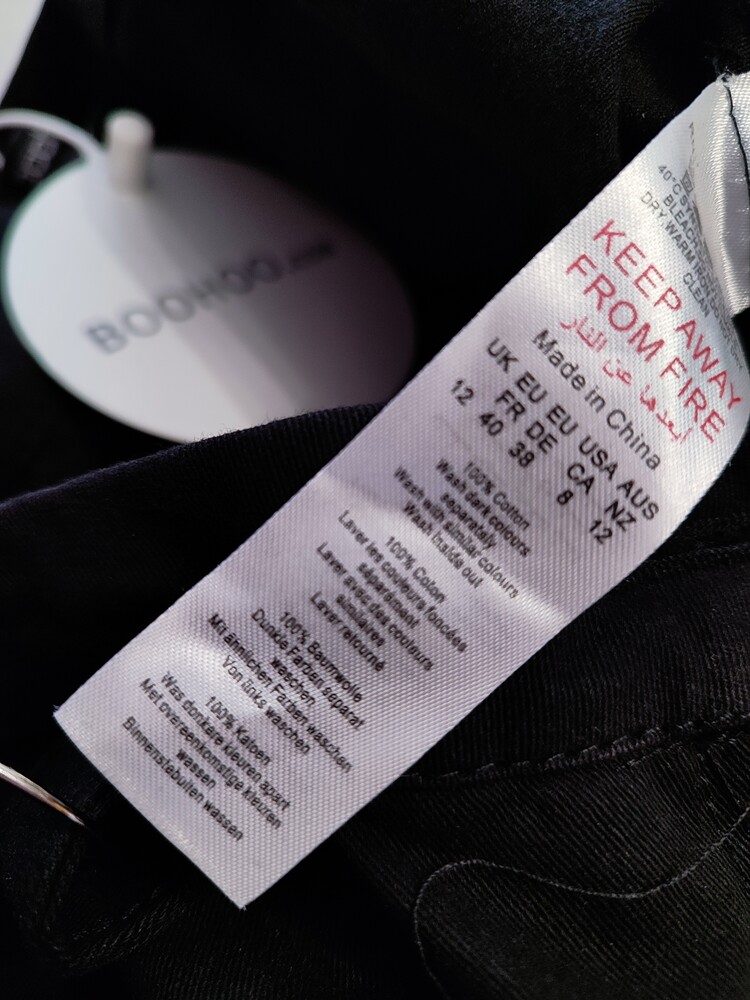 BOOHOO.com
40°C SYN
BLEACH
DRY WARM IRON
CLEAN
KEEP AWAY
FROM FIRE
ابعدها عن النار
Made in China
UK EU EU USA AUS
FR DE CA NZ
12 40 38 8 12
100% Cotton
Wash dark colours
separately
Wash with similar colours
Wash inside out
100% Coton
Laver les couleurs foncées
séparément
Laver avec des couleurs
similaires
Laver retourné
100% Baumwolle
Dunkle Farben separat
waschen
Mit ähnlichen Farben waschen
Von links waschen
100% Katoen
Was donkere kleuren apart
Met overeenkomstige kleuren
wassen
Binnenstebuiten wassen